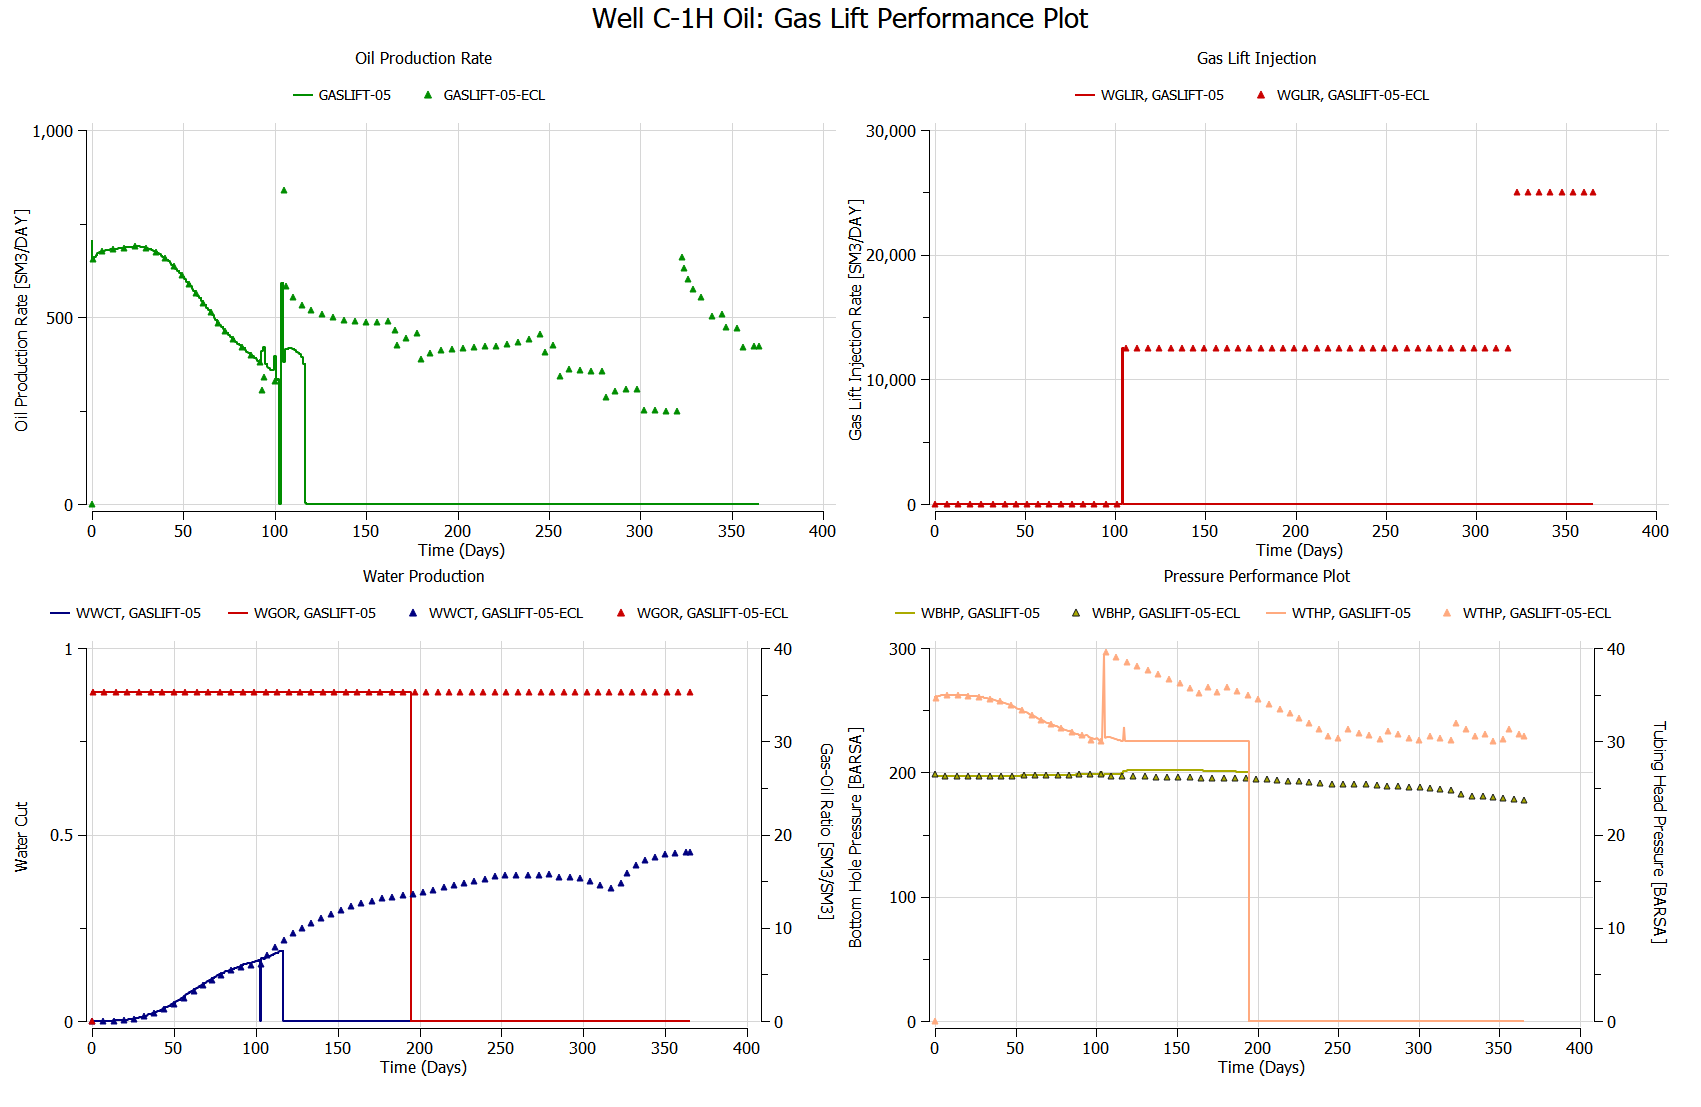 Well C-1H Oil: Gas Lift Performance Plot
Oil Production Rate
GASLIFT-05 GASLIFT-05-ECL
Oil Production Rate [SM3/DAY]
1,000
500
0
0 50 100 150 200 250 300 350 400
Time (Days)
Gas Lift Injection
WGLIR, GASLIFT-05 WGLIR, GASLIFT-05-ECL
Gas Lift Injection Rate [SM3/DAY]
30,000
20,000
10,000
0
0 50 100 150 200 250 300 350 400
Time (Days)
Water Production
WWCT, GASLIFT-05 WGOR, GASLIFT-05 WWCT, GASLIFT-05-ECL WGOR, GASLIFT-05-ECL
Water Cut
1
0.5
0
40
30
20
10
0
Gas-Oil Ratio [SM3/SM3]
0 50 100 150 200 250 300 350 400
Time (Days)
Pressure Performance Plot
WBHP, GASLIFT-05 WBHP, GASLIFT-05-ECL WTHP, GASLIFT-05 WTHP, GASLIFT-05-ECL
Bottom Hole Pressure [BARSA]
300
200
100
0
40
30
20
10
0
Tubing Head Pressure [BARSA]
0 50 100 150 200 250 300 350 400
Time (Days)